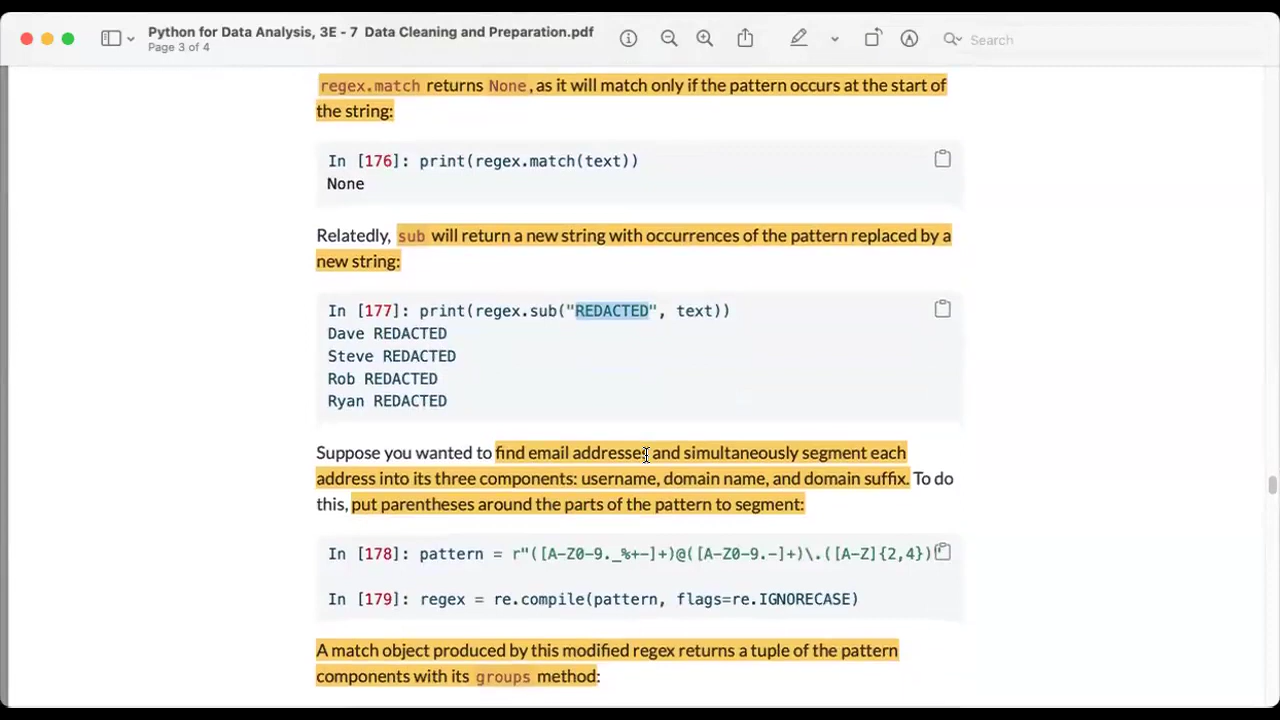 Python for Data Analysis, 3E - 7 Data Cleaning and Preparation.pdf
Page 3 of 4
Search
regex.match returns None, as it will match only if the pattern occurs at the start of
the string:
In [176]: print(regex.match(text))
None
Relatedly, sub will return a new string with occurrences of the pattern replaced by a
new string:
In [177]: print(regex.sub("REDACTED", text))
Dave REDACTED
Steve REDACTED
Rob REDACTED
Ryan REDACTED
Suppose you wanted to find email addresses and simultaneously segment each
address into its three components: username, domain name, and domain suffix. To do
this, put parentheses around the parts of the pattern to segment:
In [178]: pattern = r"([A-Z0-9._%+-]+)@([A-Z0-9.-]+)\.([A-Z]{2,4})"
In [179]: regex = re.compile(pattern, flags=re.IGNORECASE)
A match object produced by this modified regex returns a tuple of the pattern
components with its groups method: